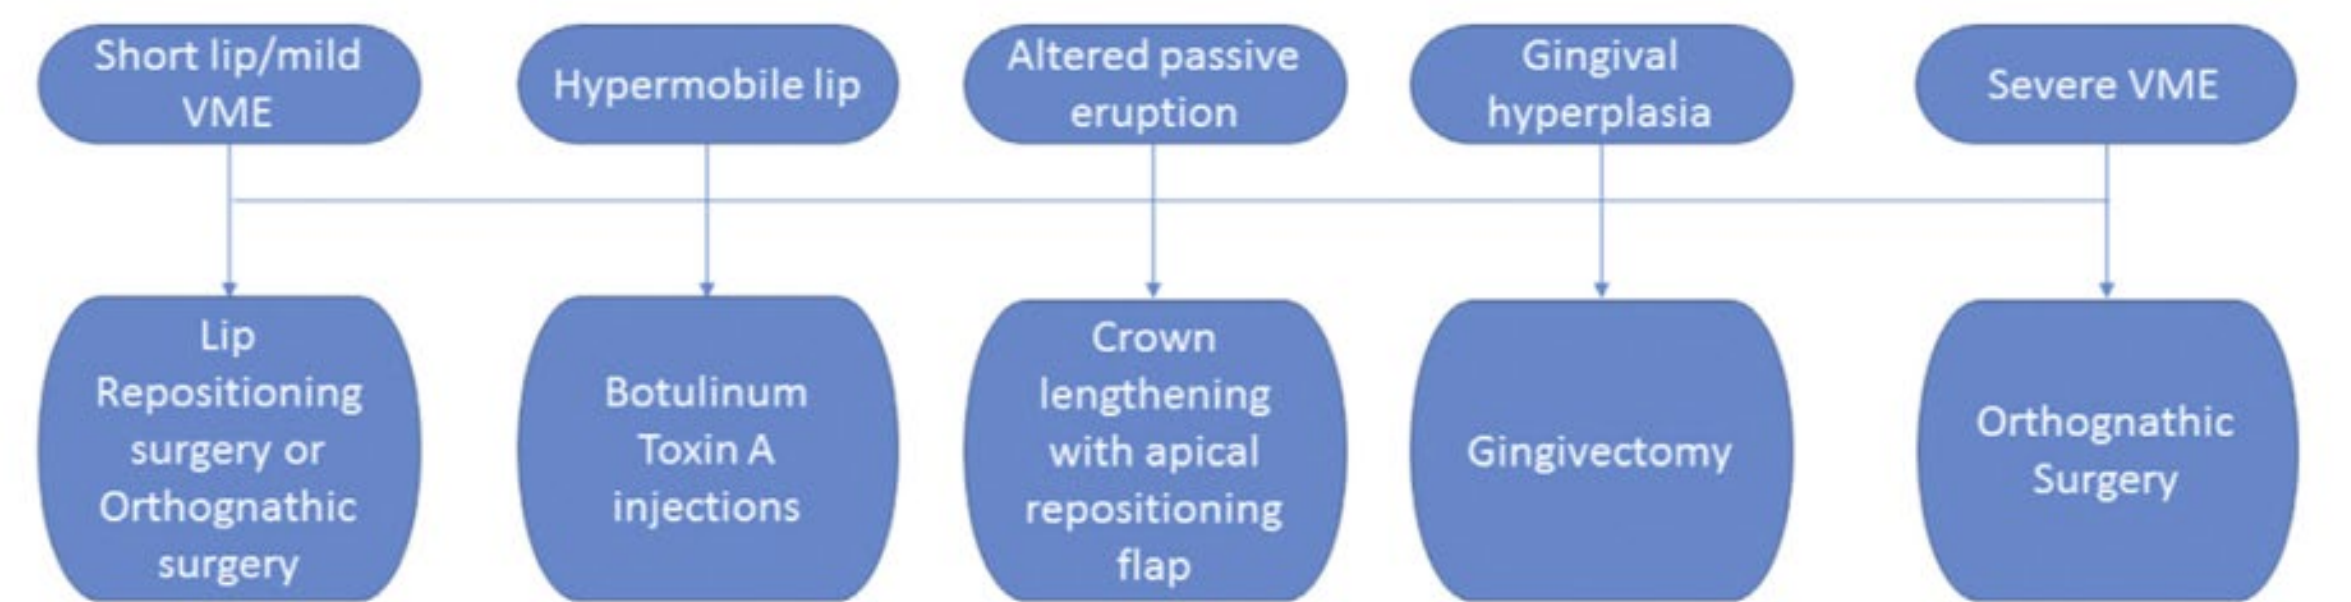 Short lip/mild
VME
Hypermobile lip
Altered passive
eruption
Gingival
hyperplasia
Severe VME
Lip
Repositioning
surgery or
Orthognathic
surgery
Botulinum
Toxin A
injections
Crown
lengthening
with apical
repositioning
flap
Gingivectomy
Orthognathic
Surgery